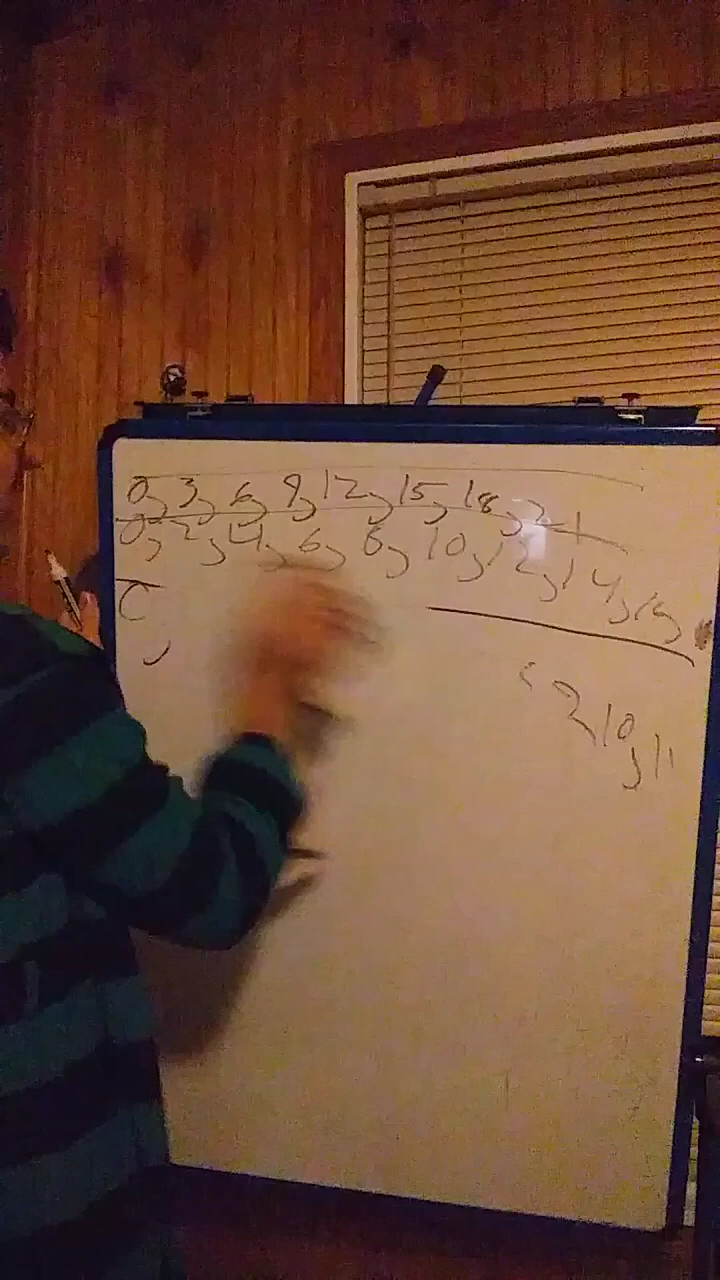 0, 3, 6, 9, 12, 15, 18, 21
0, 2, 4, 6, 8, 10, 12, 14, 16,
10, 11